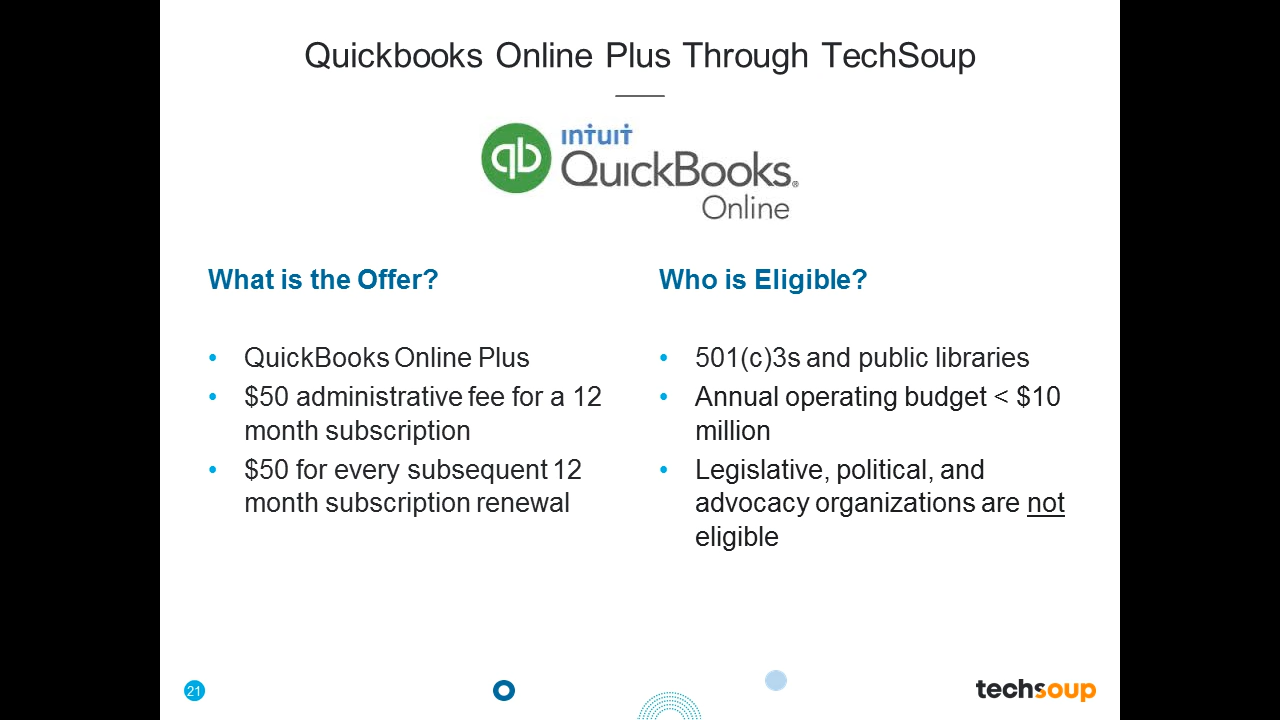 Quickbooks Online Plus Through TechSoup
qb
intuit
QuickBooks®
Online
What is the Offer?
• QuickBooks Online Plus
• $50 administrative fee for a 12
month subscription
• $50 for every subsequent 12
month subscription renewal
Who is Eligible?
• 501(c)3s and public libraries
• Annual operating budget < $10
million
• Legislative, political, and
advocacy organizations are not
eligible
21
techsoup